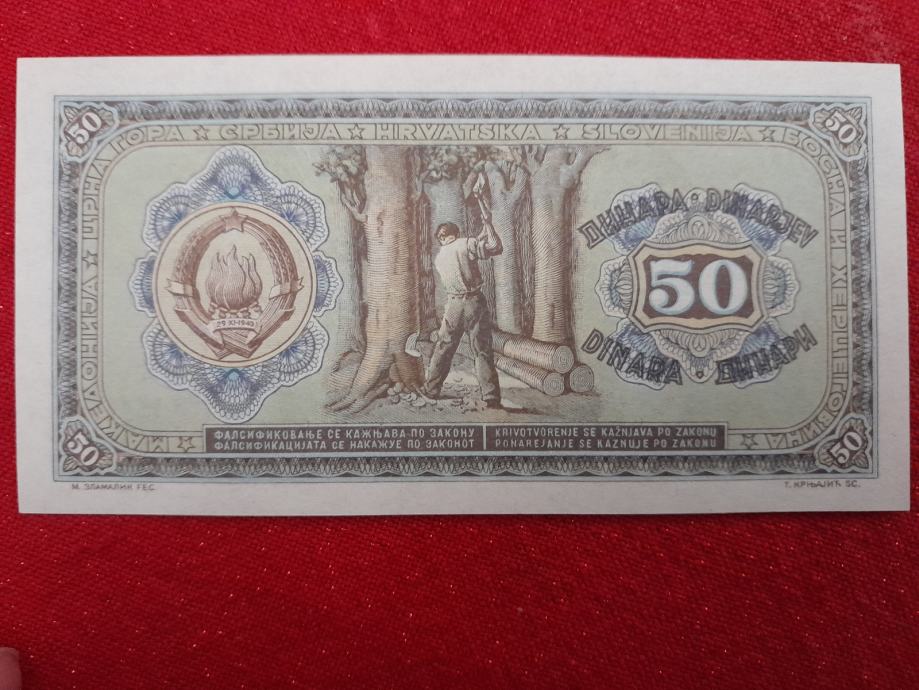 50 50
МАКЕДОНИЈА ★ ЦРНА ГОРА ★ СРБИЈА ★ HRVATSKA ★ SLOVENIJA ★ БОСНА И ХЕРЦЕГОВИНА
ДИНАРА • DINARJEV
50
29•XI•1943
DINARA • ДИНАРИ
ФАЛСИФИКОВАЊЕ СЕ КАЖЊАВА ПО ЗАКОНУ
ФАЛСИФИКАЦИЈАТА СЕ НАКАЖУЕ ПО ЗАКОНОТ
KRIVOTVORENJE SE KAŽNJAVA PO ZAKONU
PONAREJANJE SE KAZNUJE PO ZAKONU
50 50
М. ЗЛАМАЛИК FEC.
Т. КРЊАЈИЋ SC.